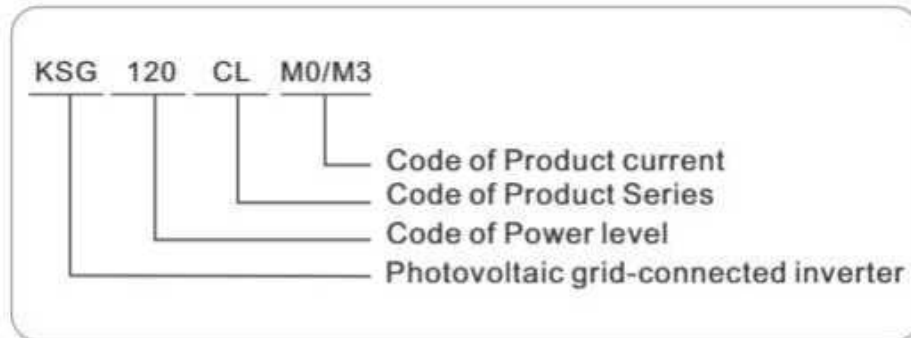 KSG 120 CL M0/M3
Code of Product current
Code of Product Series
Code of Power level
Photovoltaic grid-connected inverter